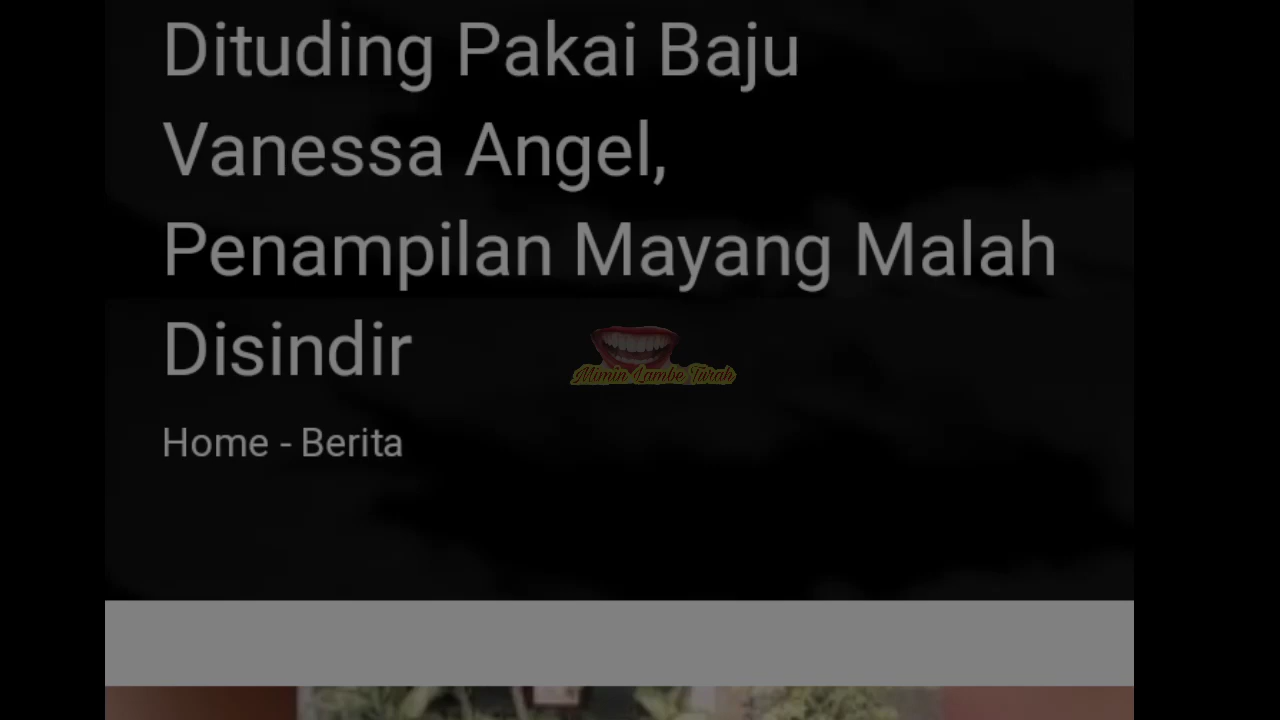 Dituding Pakai Baju
Vanessa Angel,
Penampilan Mayang Malah
Disindir
Mimin Lambe Turah
Home - Berita